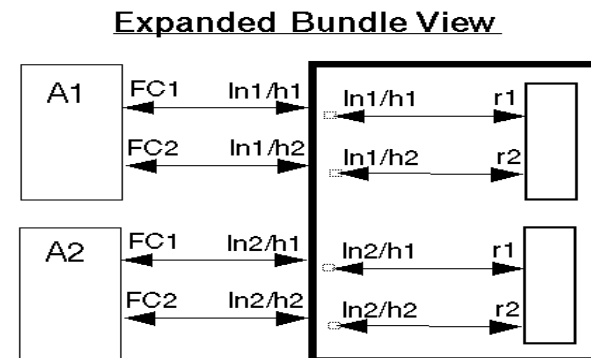 Expanded Bundle View
A1 FC1 In1/h1 In1/h1 r1
FC2 In1/h2 In1/h2 r2
A2 FC1 In2/h1 In2/h1 r1
FC2 In2/h2 In2/h2 r2